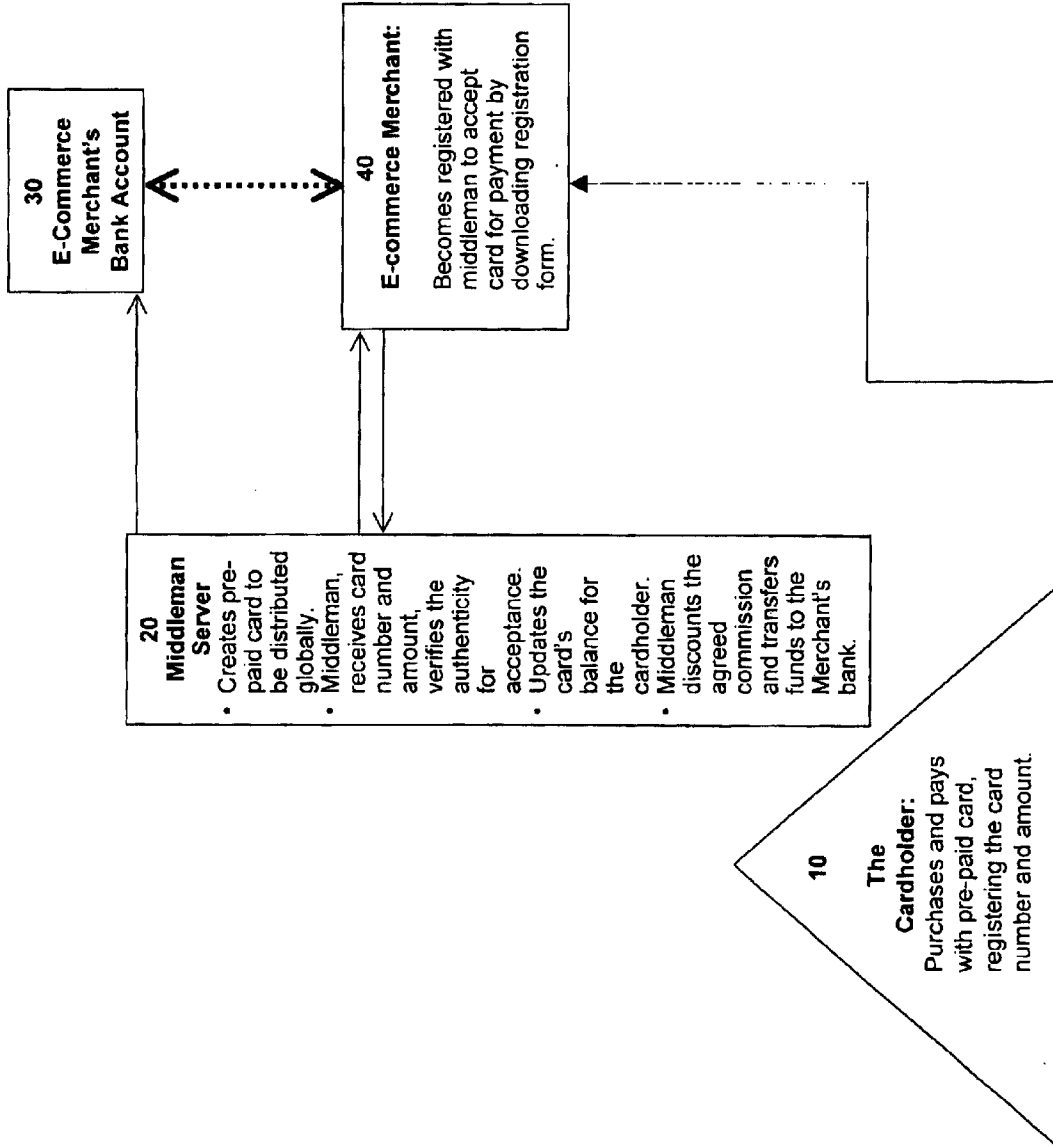 30
E-Commerce
Merchant's
Bank Account
40
E-commerce Merchant:
Becomes registered with
middleman to accept
card for payment by
downloading registration
form.
20
Middleman
Server
• Creates pre-
paid card to
be distributed
globally.
• Middleman,
receives card
number and
amount,
verifies the
authenticity
for
acceptance.
• Updates the
card's
balance for
the
cardholder.
• Middleman
discounts the
agreed
commission
and transfers
funds to the
Merchant's
bank.
10
The
Cardholder:
Purchases and pays
with pre-paid card,
registering the card
number and amount.